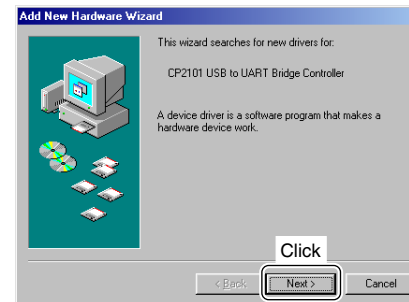 Add New Hardware Wizard
This wizard searches for new drivers for:
CP2101 USB to UART Bridge Controller
A device driver is a software program that makes a
hardware device work.
Click
< Back
Next >
Cancel